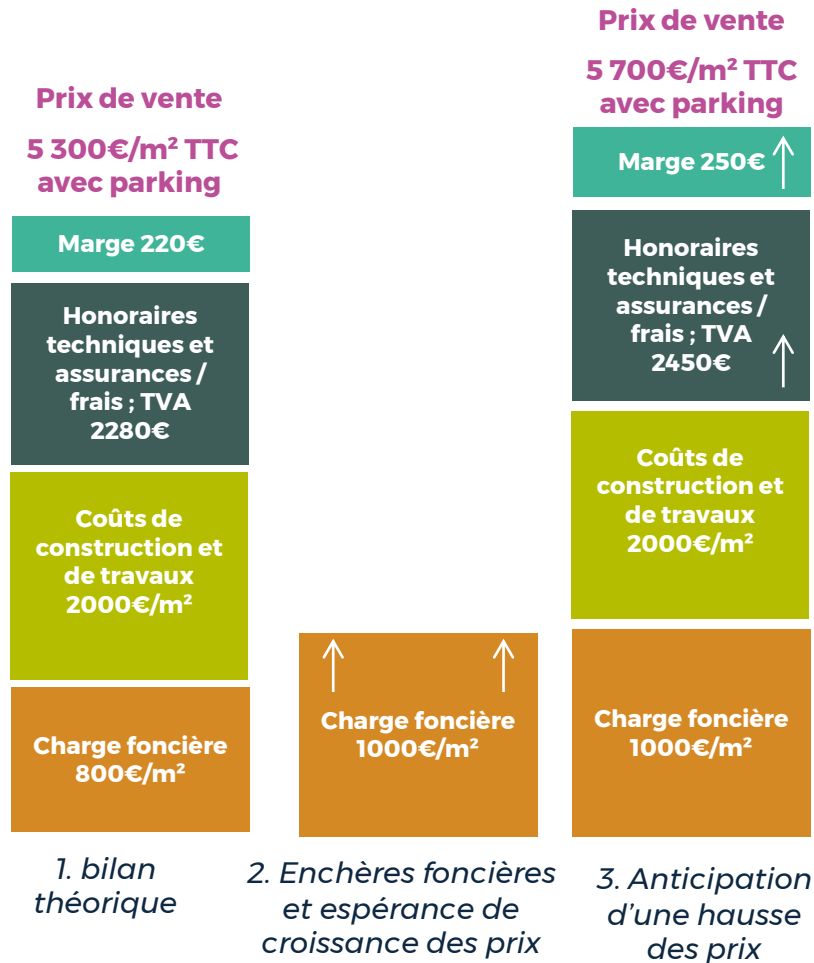 Prix de vente
5 300€/m² TTC
avec parking
Marge 220€
Honoraires
techniques et
assurances /
frais ; TVA
2280€
Coûts de
construction et
de travaux
2000€/m²
Charge foncière
800€/m²
1. bilan
théorique
Charge foncière
1000€/m²
2. Enchères foncières
et espérance de
croissance des prix
Prix de vente
5 700€/m² TTC
avec parking
Marge 250€
Honoraires
techniques et
assurances /
frais ; TVA
2450€
Coûts de
construction et
de travaux
2000€/m²
Charge foncière
1000€/m²
3. Anticipation
d'une hausse
des prix